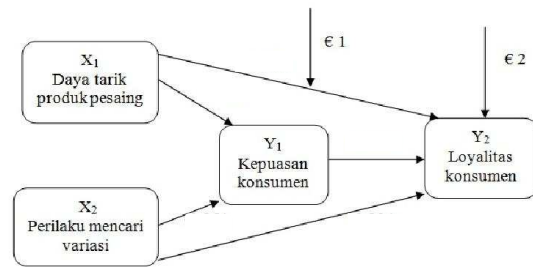 € 1
€ 2
X₁
Daya tarik
produk pesaing
Y₁
Kepuasan
konsumen
Y₂
Loyalitas
konsumen
X₂
Perilaku mencari
variasi